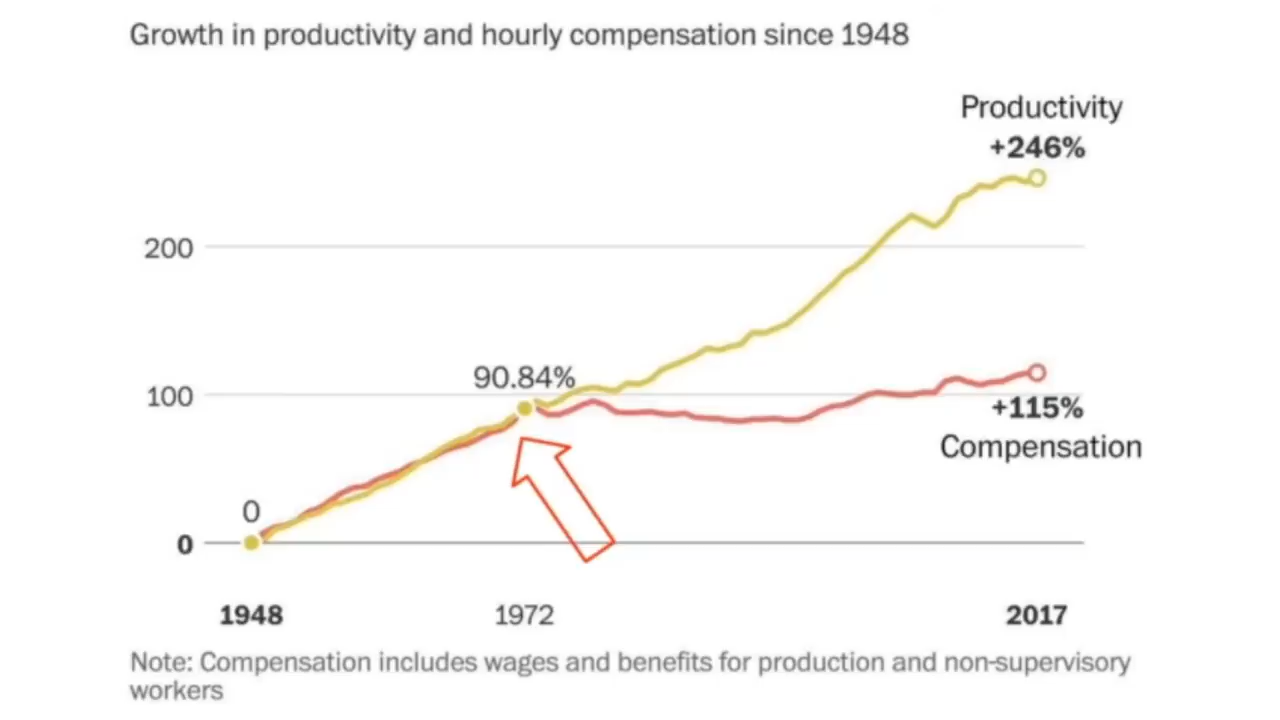 Growth in productivity and hourly compensation since 1948
Productivity
+246%
200
90.84%
100
+115%
Compensation
0
0
1948
1972
2017
Note: Compensation includes wages and benefits for production and non-supervisory
workers